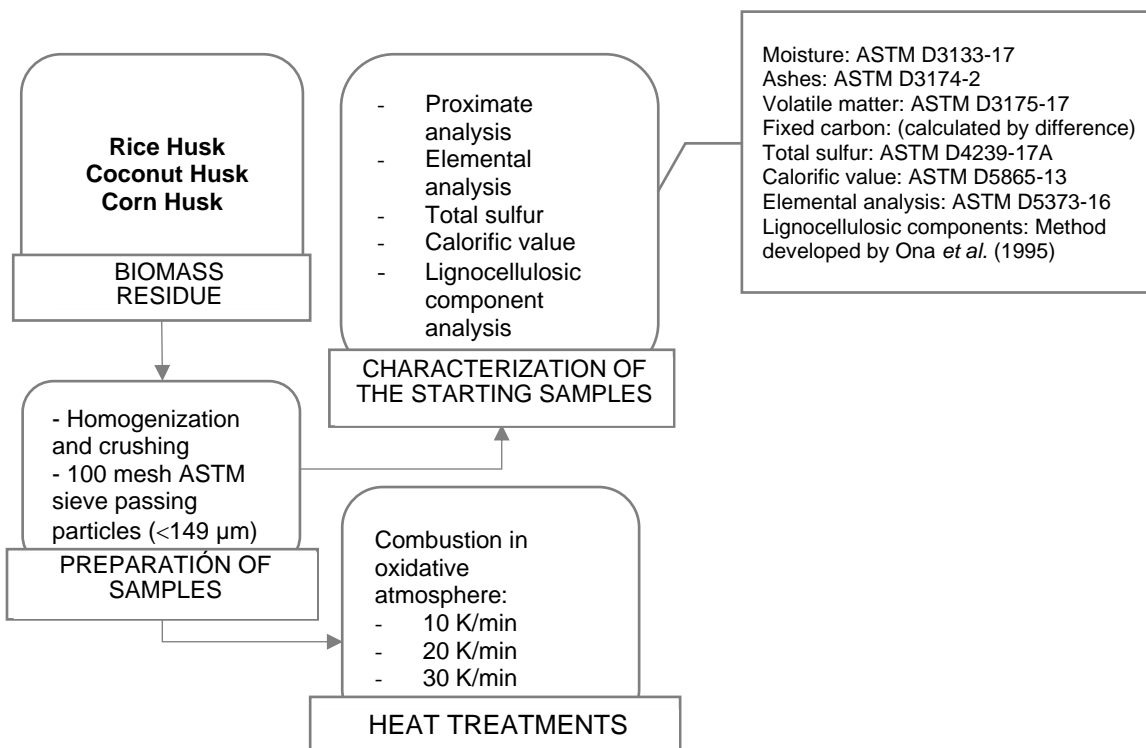 Rice Husk
Coconut Husk
Corn Husk
BIOMASS
RESIDUE
- Homogenization
and crushing
- 100 mesh ASTM
sieve passing
particles (<149 µm)
PREPARATIÓN OF
SAMPLES
- Proximate
analysis
- Elemental
analysis
- Total sulfur
- Calorific value
- Lignocellulosic
component
analysis
CHARACTERIZATION OF
THE STARTING SAMPLES
Moisture: ASTM D3133-17
Ashes: ASTM D3174-2
Volatile matter: ASTM D3175-17
Fixed carbon: (calculated by difference)
Total sulfur: ASTM D4239-17A
Calorific value: ASTM D5865-13
Elemental analysis: ASTM D5373-16
Lignocellulosic components: Method
developed by Ona et al. (1995)
Combustion in
oxidative
atmosphere:
- 10 K/min
- 20 K/min
- 30 K/min
HEAT TREATMENTS